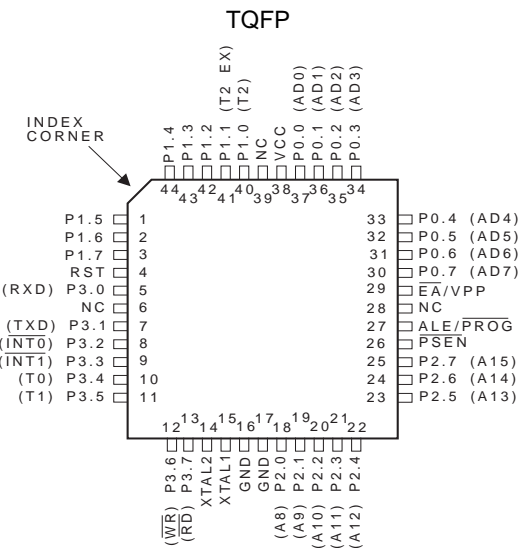 TQFP
INDEX
CORNER
P1.4
P1.3
P1.2
P1.1 (T2 EX)
P1.0 (T2)
NC
VCC
P0.0 (AD0)
P0.1 (AD1)
P0.2 (AD2)
P0.3 (AD3)
44
43
42
41
40
39
38
37
36
35
34
P1.5 1
P1.6 2
P1.7 3
RST 4
(RXD) P3.0 5
NC 6
(TXD) P3.1 7
(INT0) P3.2 8
(INT1) P3.3 9
(T0) P3.4 10
(T1) P3.5 11
33 P0.4 (AD4)
32 P0.5 (AD5)
31 P0.6 (AD6)
30 P0.7 (AD7)
29 EA/VPP
28 NC
27 ALE/PROG
26 PSEN
25 P2.7 (A15)
24 P2.6 (A14)
23 P2.5 (A13)
12
13
14
15
16
17
18
19
20
21
22
(WR) P3.6
(RD) P3.7
XTAL2
XTAL1
GND
GND
(A8) P2.0
(A9) P2.1
(A10) P2.2
(A11) P2.3
(A12) P2.4